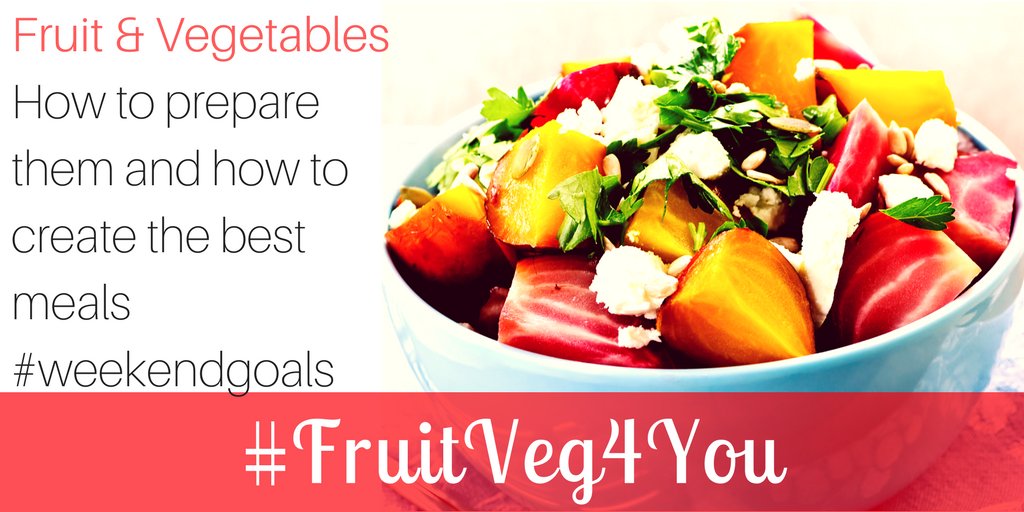 Fruit & Vegetables
How to prepare
them and how to
create the best
meals
#weekendgoals
#FruitVeg4You